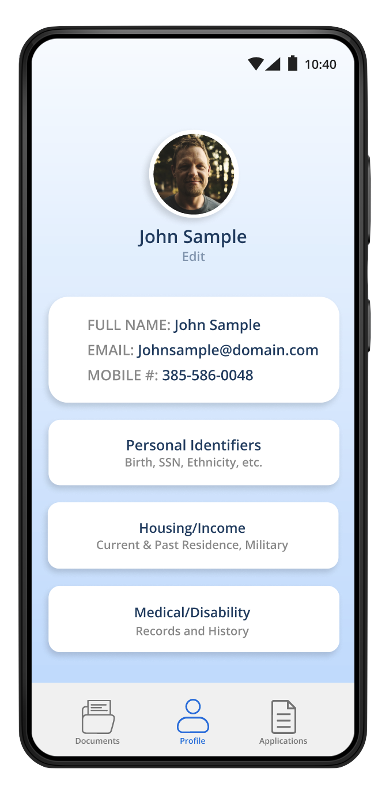 10:40
John Sample
Edit
FULL NAME: John Sample
EMAIL: Johnsample@domain.com
MOBILE #: 385-586-0048
Personal Identifiers
Birth, SSN, Ethnicity, etc.
Housing/Income
Current & Past Residence, Military
Medical/Disability
Records and History
Documents
Profile
Applications